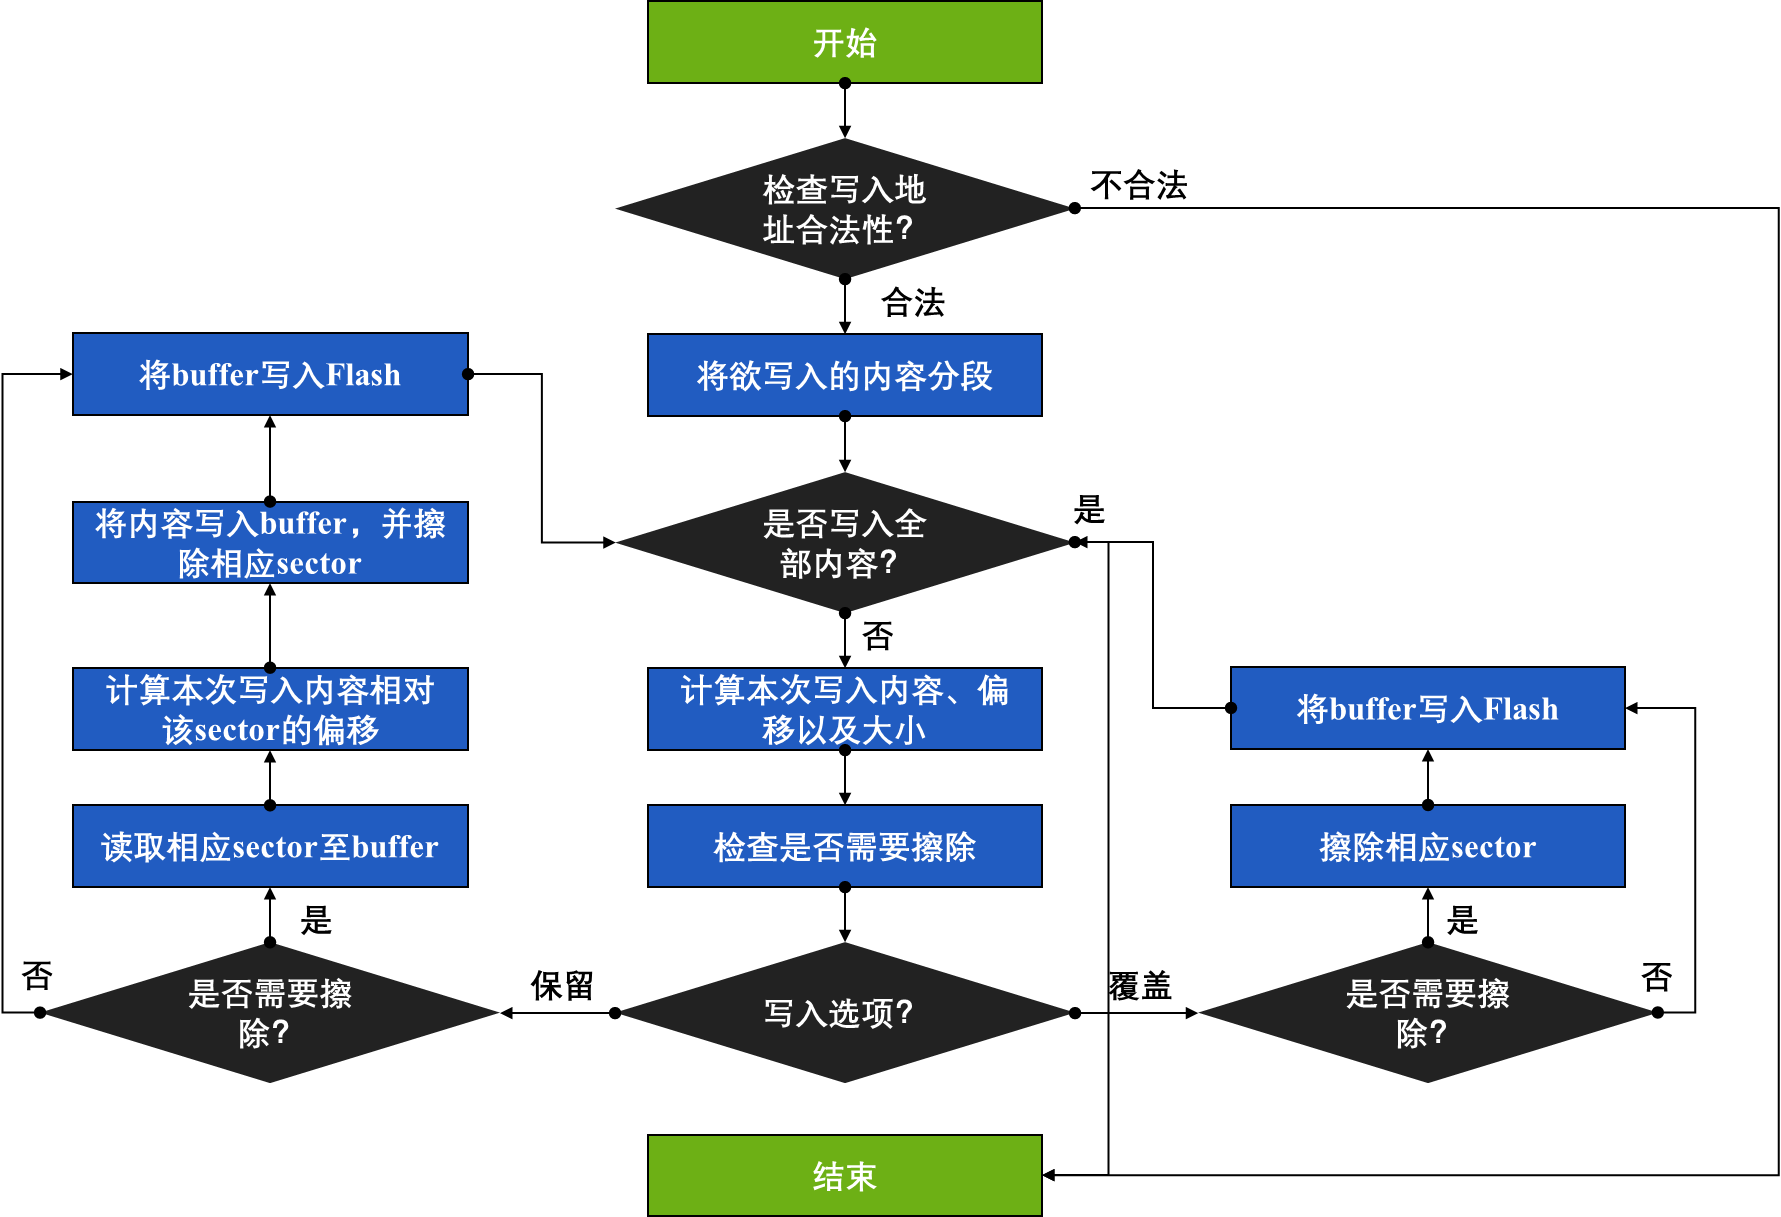 开始
检查写入地
址合法性？
不合法
合法
将buffer写入Flash
将欲写入的内容分段
将内容写入buffer，并擦
除相应sector
是否写入全
部内容？
是
否
计算本次写入内容相对
该sector的偏移
计算本次写入内容、偏
移以及大小
将buffer写入Flash
读取相应sector至buffer
检查是否需要擦除
擦除相应sector
是
是
否
是否需要擦
除？
保留
写入选项？
覆盖
是否需要擦
除？
否
结束